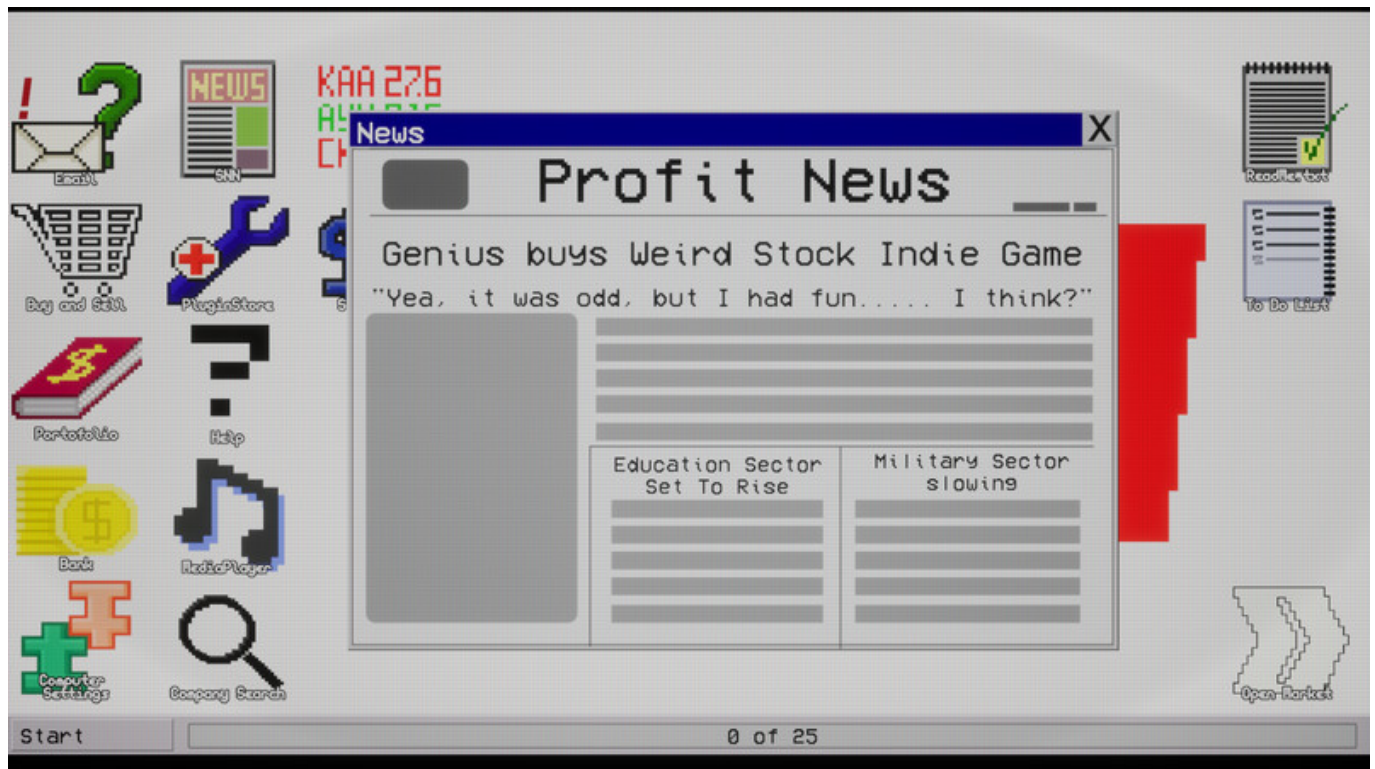 !
?
Email
NEWS
SNN
KAA 27.6
Buy and Sell
PluginStore
Portofolio
Help
Bank
MediaPlayer
Computer
Settings
Company Search
News
X
Profit News
Genius buys Weird Stock Indie Game
"Yea, it was odd, but I had fun..... I think?"
Education Sector
Set To Rise
Military Sector
slowing
ReadMe.txt
To Do List
Open Market
Start
0 of 25